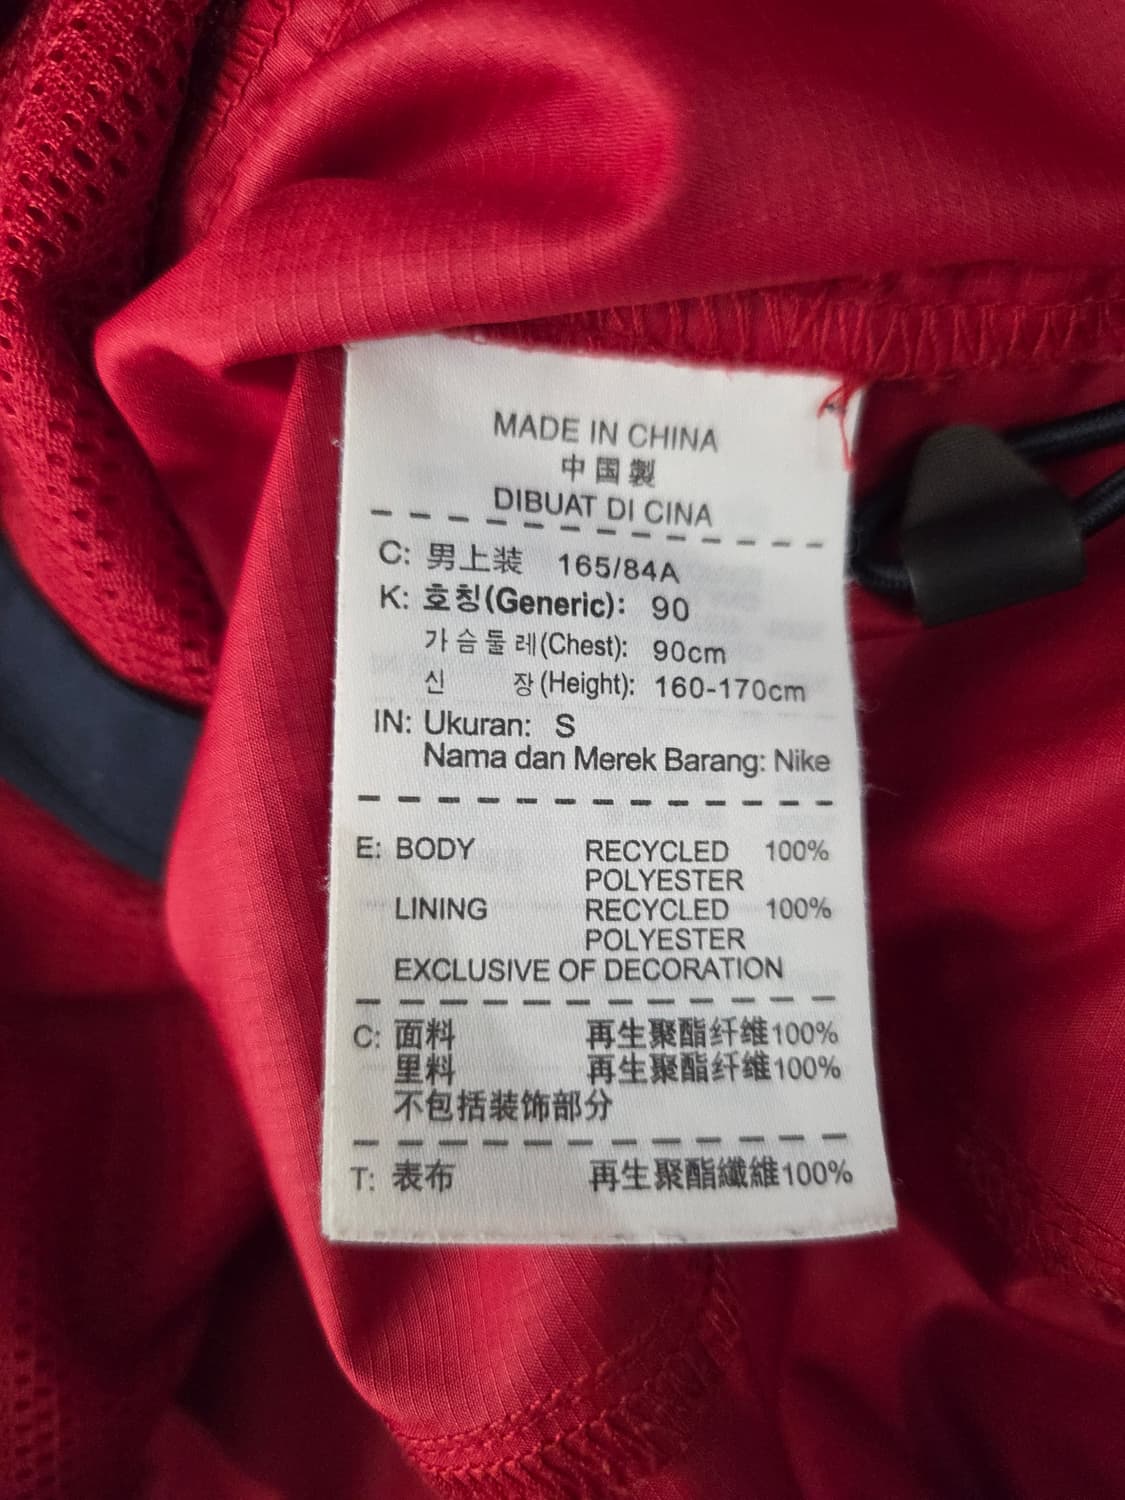 MADE IN CHINA
中国製
DIBUAT DI CINA
C: 男上装 165/84A
K: 호칭(Generic): 90
가슴둘레(Chest): 90cm
신 장(Height): 160-170cm
IN: Ukuran: S
Nama dan Merek Barang: Nike
E: BODY RECYCLED 100%
POLYESTER
LINING RECYCLED 100%
POLYESTER
EXCLUSIVE OF DECORATION
C: 面料 再生聚酯纤维100%
里料 再生聚酯纤维100%
不包括装饰部分
T: 表布 再生聚酯纖維100%